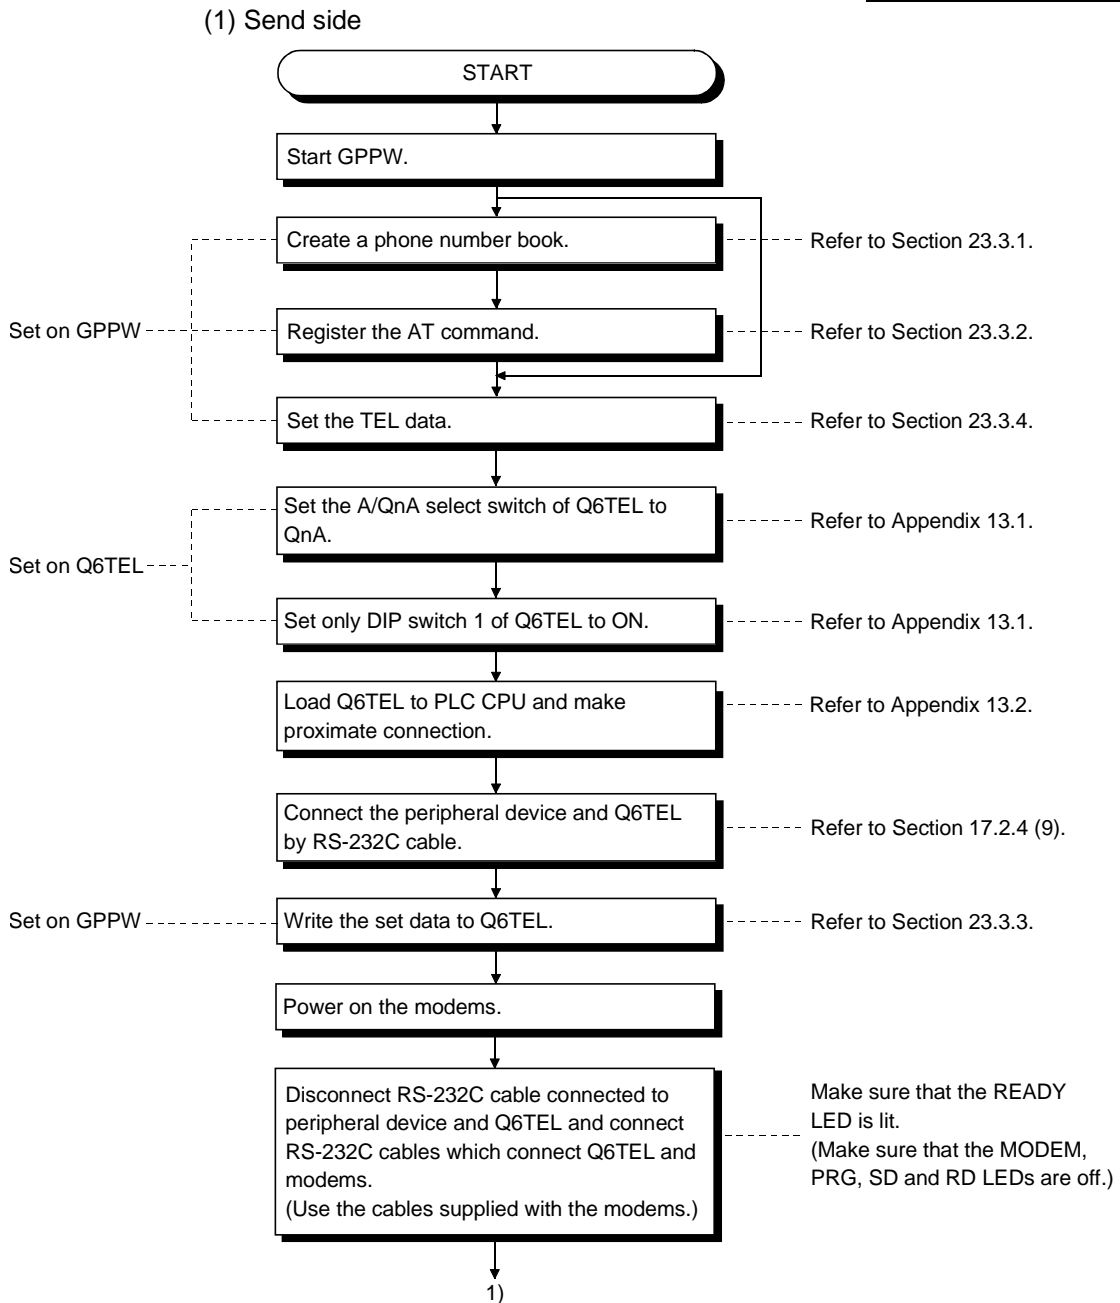 (1) Send side
START
Start GPPW.
Create a phone number book.
Refer to Section 23.3.1.
Set on GPPW
Register the AT command.
Refer to Section 23.3.2.
Set the TEL data.
Refer to Section 23.3.4.
Set the A/QnA select switch of Q6TEL to
QnA.
Refer to Appendix 13.1.
Set on Q6TEL
Set only DIP switch 1 of Q6TEL to ON.
Refer to Appendix 13.1.
Load Q6TEL to PLC CPU and make
proximate connection.
Refer to Appendix 13.2.
Connect the peripheral device and Q6TEL
by RS-232C cable.
Refer to Section 17.2.4 (9).
Set on GPPW
Write the set data to Q6TEL.
Refer to Section 23.3.3.
Power on the modems.
Disconnect RS-232C cable connected to
peripheral device and Q6TEL and connect
RS-232C cables which connect Q6TEL and
modems.
(Use the cables supplied with the modems.)
Make sure that the READY
LED is lit.
(Make sure that the MODEM,
PRG, SD and RD LEDs are off.)
1)